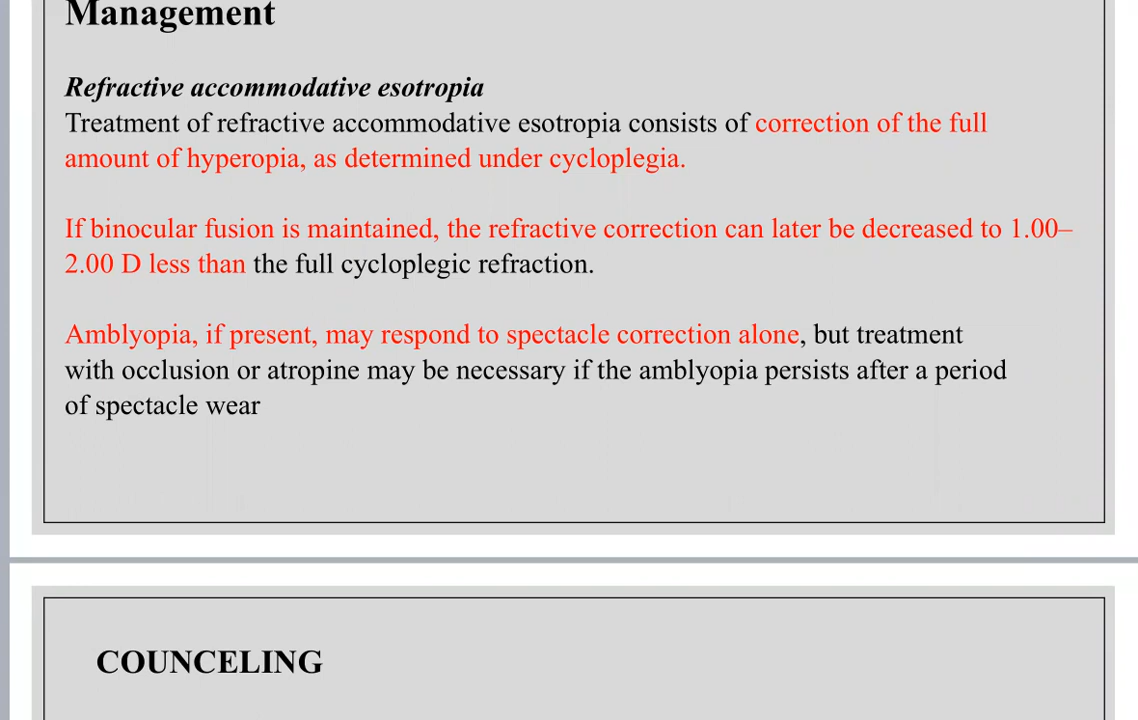 Management
Refractive accommodative esotropia
Treatment of refractive accommodative esotropia consists of correction of the full
amount of hyperopia, as determined under cycloplegia.
If binocular fusion is maintained, the refractive correction can later be decreased to 1.00–
2.00 D less than the full cycloplegic refraction.
Amblyopia, if present, may respond to spectacle correction alone, but treatment
with occlusion or atropine may be necessary if the amblyopia persists after a period
of spectacle wear
COUNCELING